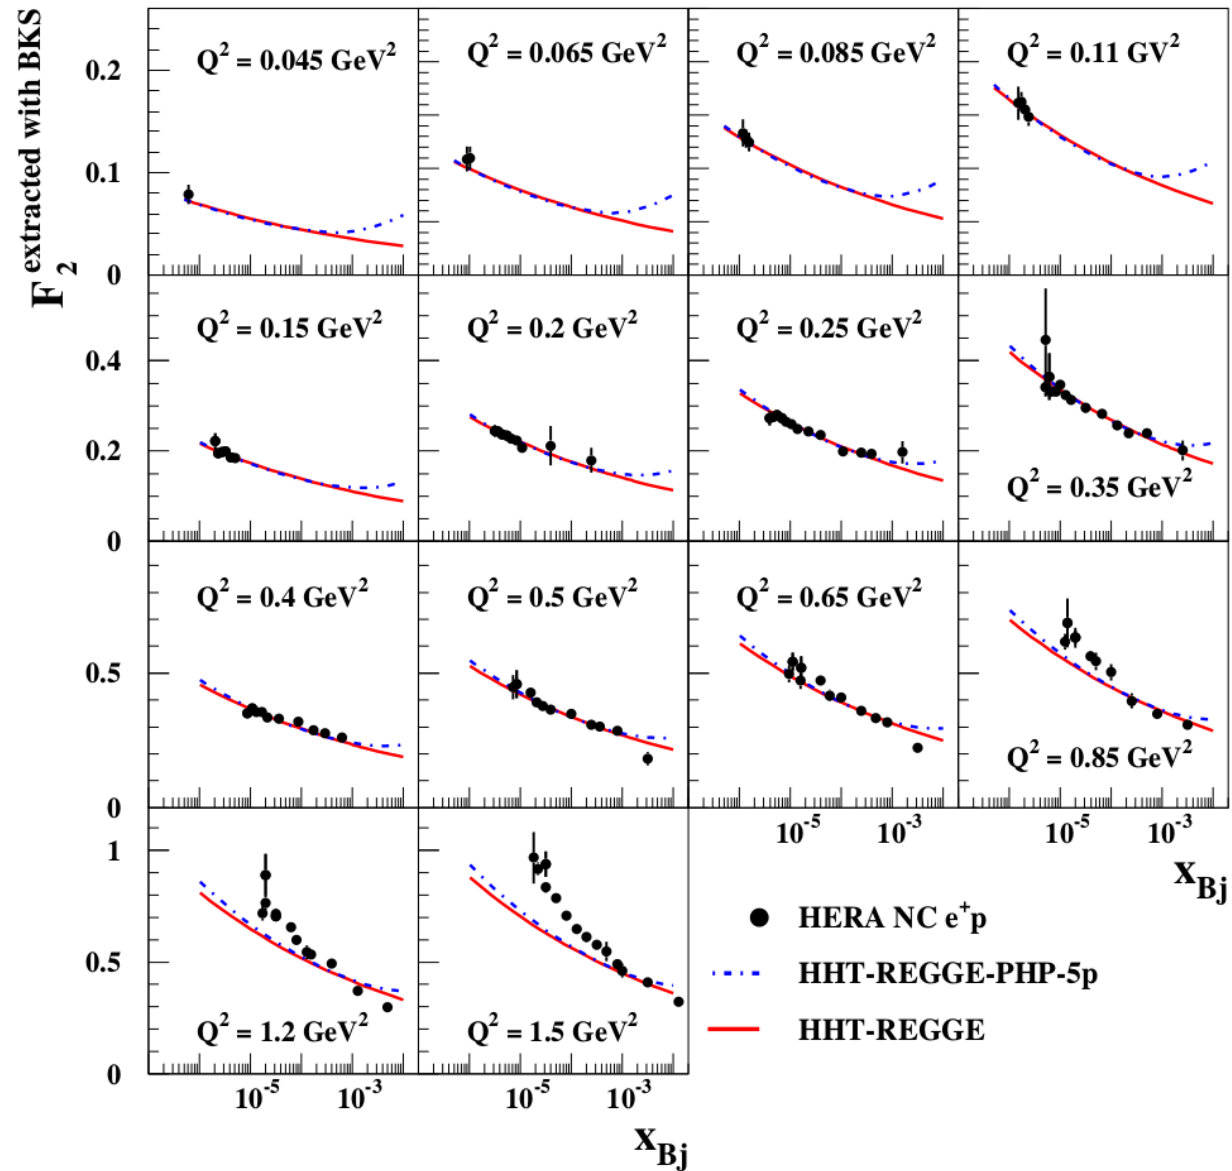 F₂^extracted with BKS
Q² = 0.045 GeV²
Q² = 0.065 GeV²
Q² = 0.085 GeV²
Q² = 0.11 GV²
0.2
0.1
0
Q² = 0.15 GeV²
Q² = 0.2 GeV²
Q² = 0.25 GeV²
Q² = 0.35 GeV²
0.4
0.2
0
Q² = 0.4 GeV²
Q² = 0.5 GeV²
Q² = 0.65 GeV²
Q² = 0.85 GeV²
0.5
0
10⁻⁵ 10⁻³
10⁻⁵ 10⁻³
x_Bj
1
0.5
0
Q² = 1.2 GeV²
Q² = 1.5 GeV²
HERA NC e⁺p
HHT-REGGE-PHP-5p
HHT-REGGE
10⁻⁵ 10⁻³
10⁻⁵ 10⁻³
x_Bj